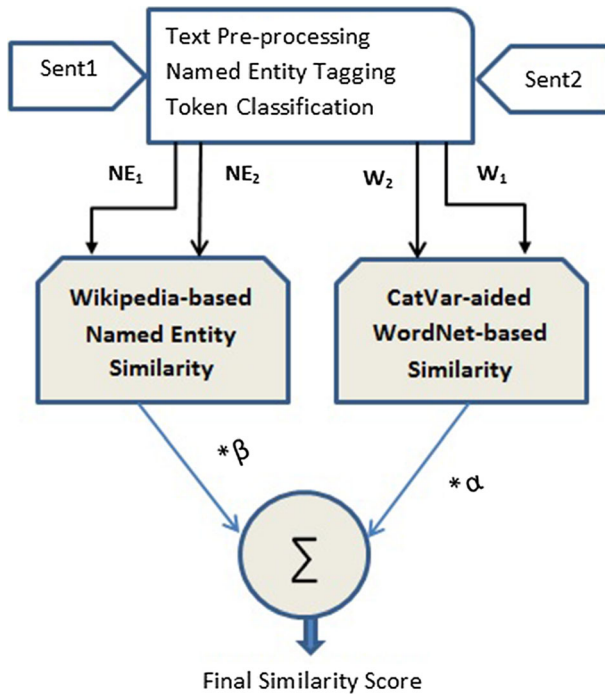 Text Pre-processing
Named Entity Tagging
Token Classification
Sent1
Sent2
NE₁
NE₂
W₂
W₁
Wikipedia-based
Named Entity
Similarity
CatVar-aided
WordNet-based
Similarity
*β
*α
∑
Final Similarity Score